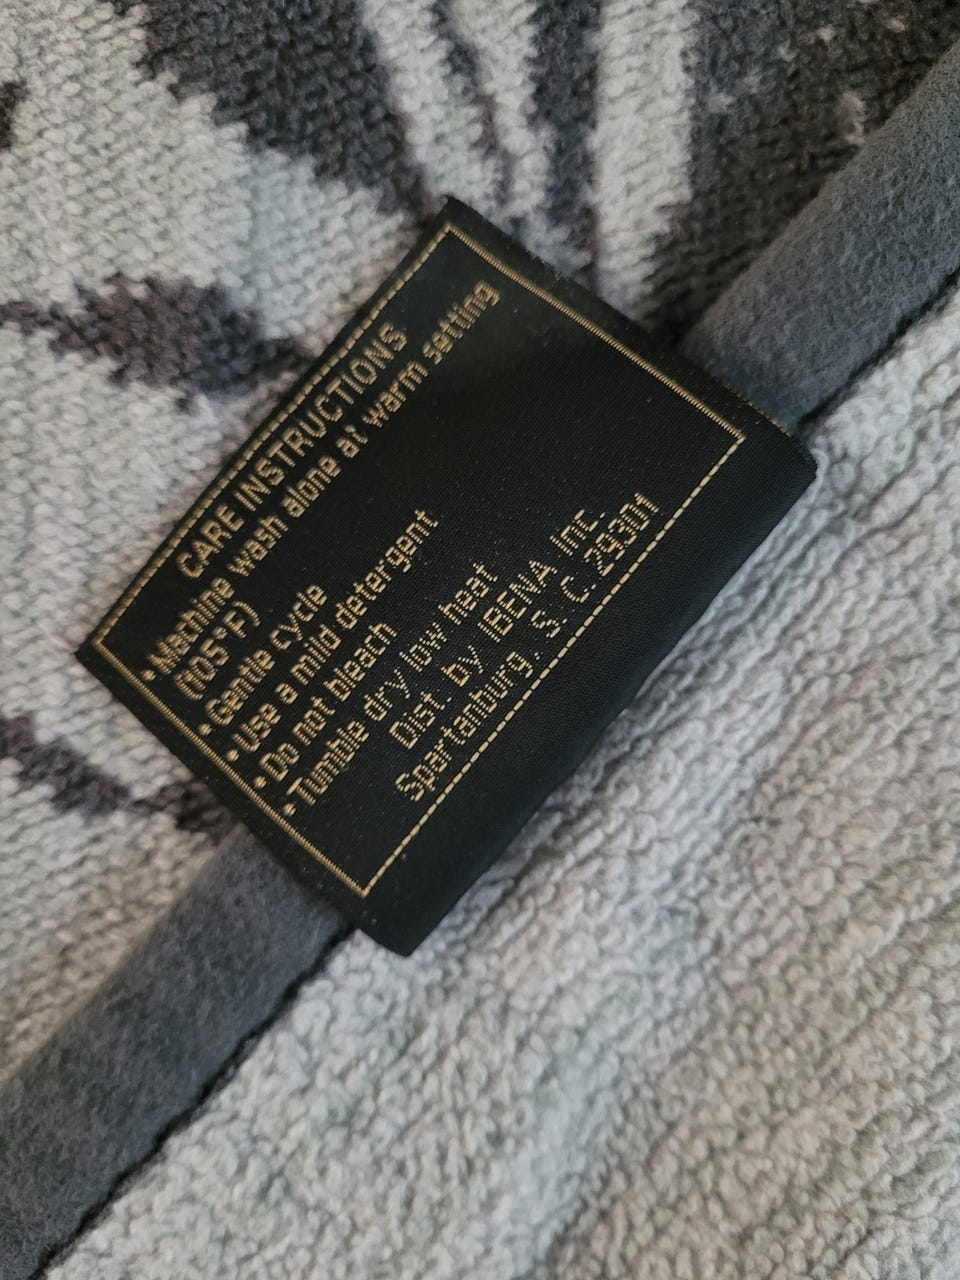 CARE INSTRUCTIONS
• Machine wash alone at warm setting
(105°F)
• Gentle cycle
• Use a mild detergent
• Do not bleach
• Tumble dry low heat
Dist. by IBENA Inc.
Spartanburg, S. C. 29301